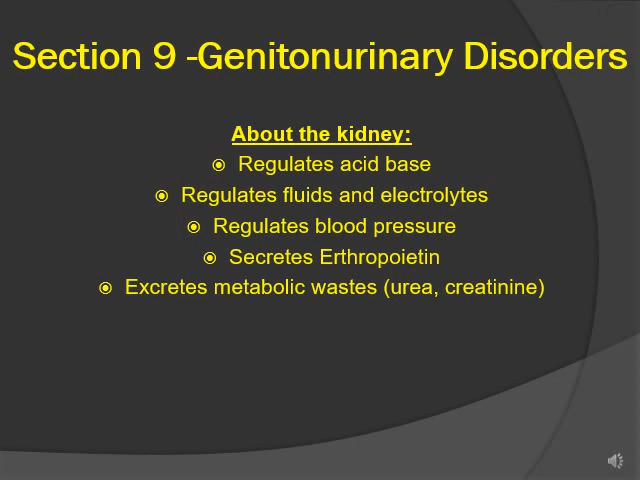 Section 9 -Genitonurinary Disorders
About the kidney:
Regulates acid base
Regulates fluids and electrolytes
Regulates blood pressure
Secretes Erthropoietin
Excretes metabolic wastes (urea, creatinine)